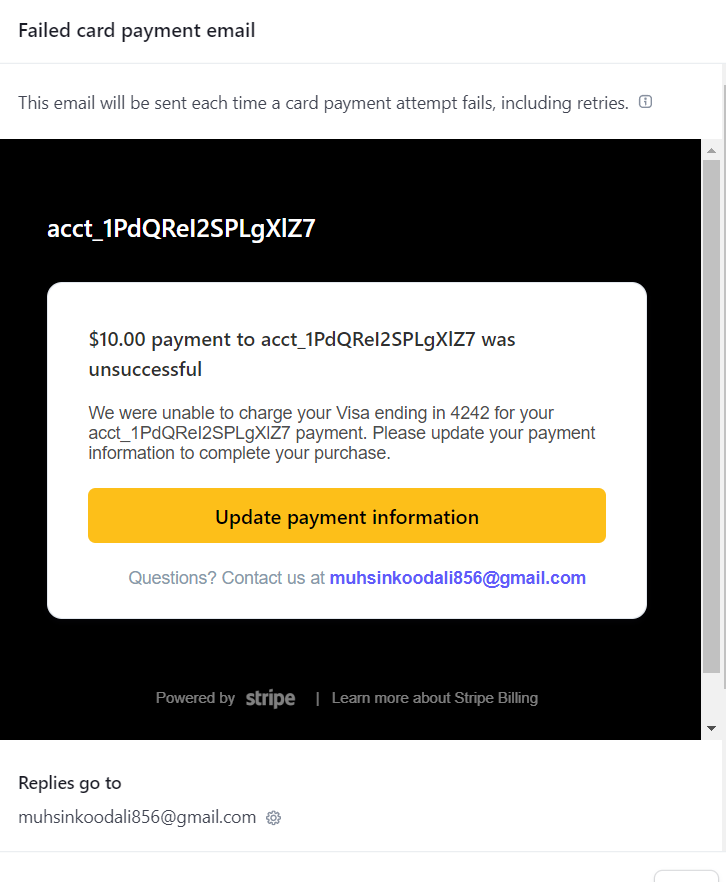 Failed card payment email
This email will be sent each time a card payment attempt fails, including retries.
acct_1PdQReI2SPLgXlZ7
$10.00 payment to acct_1PdQReI2SPLgXlZ7 was
unsuccessful
We were unable to charge your Visa ending in 4242 for your
acct_1PdQReI2SPLgXlZ7 payment. Please update your payment
information to complete your purchase.
Update payment information
Questions? Contact us at muhsinkoodali856@gmail.com
Powered by stripe | Learn more about Stripe Billing
Replies go to
muhsinkoodali856@gmail.com